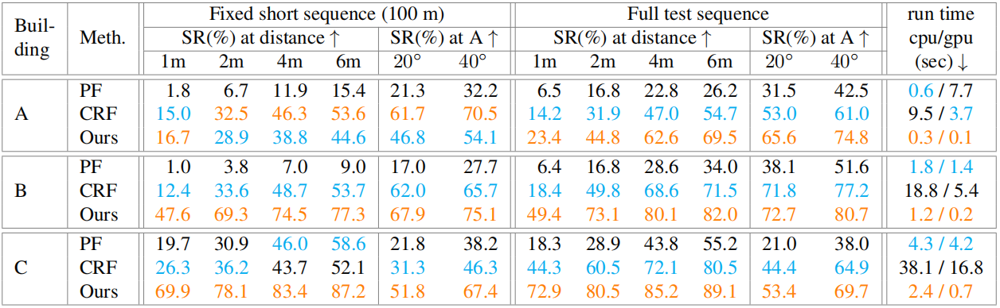 Buil-
ding Meth. Fixed short sequence (100 m) Full test sequence run time
SR(%) at distance ↑ SR(%) at A ↑ SR(%) at distance ↑ SR(%) at A ↑ cpu/gpu
1m 2m 4m 6m 20° 40° 1m 2m 4m 6m 20° 40° (sec) ↓
PF 1.8 6.7 11.9 15.4 21.3 32.2 6.5 16.8 22.8 26.2 31.5 42.5 0.6 / 7.7
A CRF 15.0 32.5 46.3 53.6 61.7 70.5 14.2 31.9 47.0 54.7 53.0 61.0 9.5 / 3.7
Ours 16.7 28.9 38.8 44.6 46.8 54.1 23.4 44.8 62.6 69.5 65.6 74.8 0.3 / 0.1
PF 1.0 3.8 7.0 9.0 17.0 27.7 6.4 16.8 28.6 34.0 38.1 51.6 1.8 / 1.4
B CRF 12.4 33.6 48.7 53.7 62.0 65.7 18.4 49.8 68.6 71.5 71.8 77.2 18.8 / 5.4
Ours 47.6 69.3 74.5 77.3 67.9 75.1 49.4 73.1 80.1 82.0 72.7 80.7 1.2 / 0.2
PF 19.7 30.9 46.0 58.6 21.8 38.2 18.3 28.9 43.8 55.2 21.0 38.0 4.3 / 4.2
C CRF 26.3 36.2 43.7 52.1 31.3 46.3 44.3 60.5 72.1 80.5 44.4 64.9 38.1 / 16.8
Ours 69.9 78.1 83.4 87.2 51.8 67.4 72.9 80.5 85.2 89.1 53.4 69.7 2.4 / 0.7